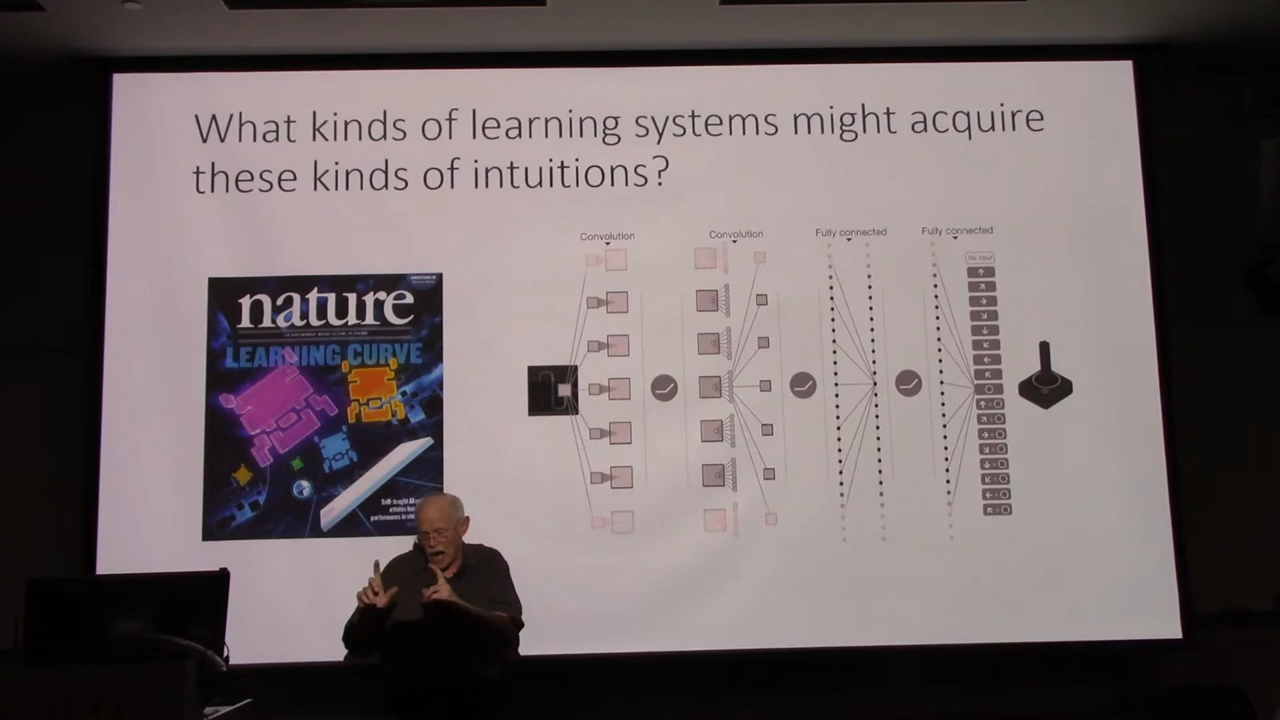 What kinds of learning systems might acquire
these kinds of intuitions?
Convolution
Convolution
Fully connected
Fully connected
No input
nature
LEARNING CURVE